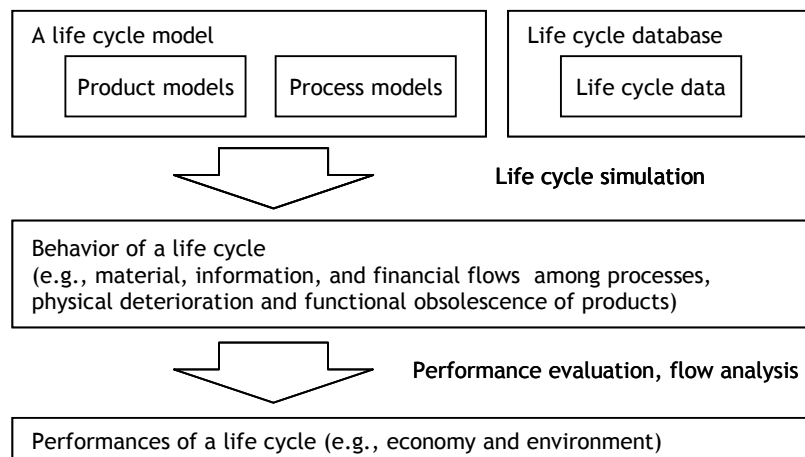 A life cycle model
Product models
Process models
Life cycle database
Life cycle data
Life cycle simulation
Behavior of a life cycle
(e.g., material, information, and financial flows among processes,
physical deterioration and functional obsolescence of products)
Performance evaluation, flow analysis
Performances of a life cycle (e.g., economy and environment)